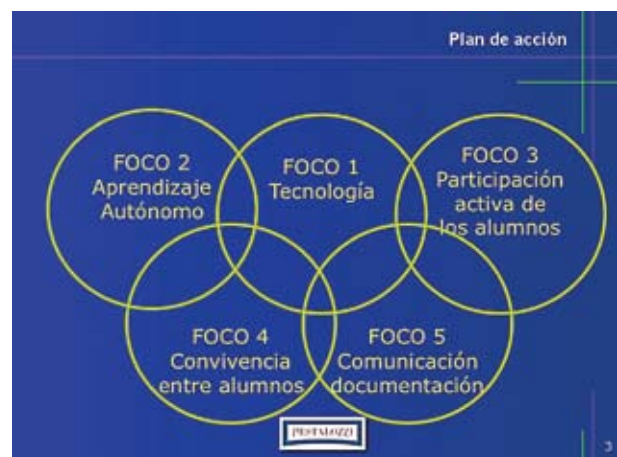 Plan de acción
FOCO 2
Aprendizaje
Autónomo
FOCO 1
Tecnología
FOCO 3
Participación
activa de
los alumnos
FOCO 4
Convivencia
entre alumnos
FOCO 5
Comunicación
documentación
PESTALOZZI
3